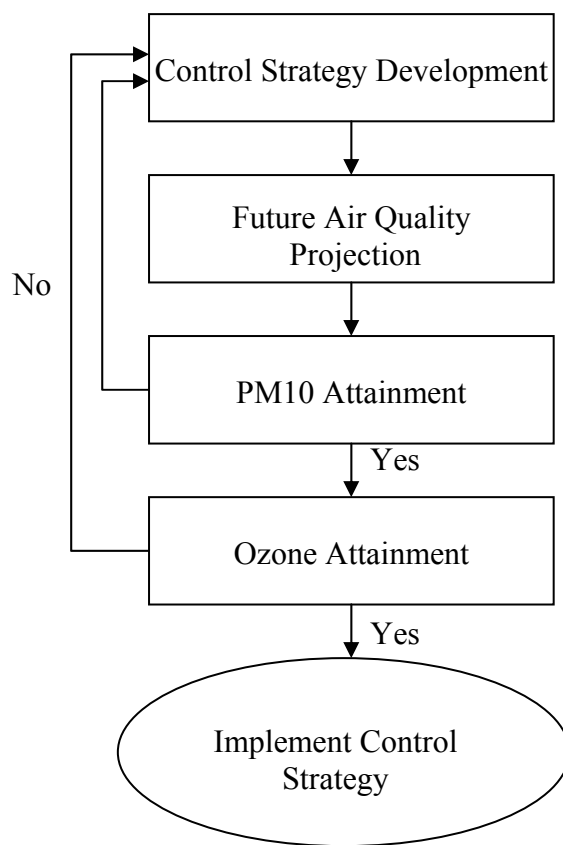 Control Strategy Development
Future Air Quality
Projection
No
PM10 Attainment
Yes
Ozone Attainment
Yes
Implement Control
Strategy